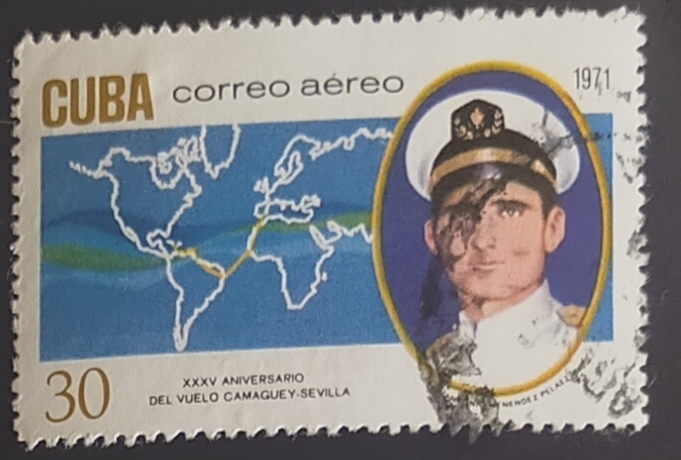 CUBA correo aéreo 1971
30
XXXV ANIVERSARIO
DEL VUELO CAMAGUEY-SEVILLA
MENENDEZ PELAEZ